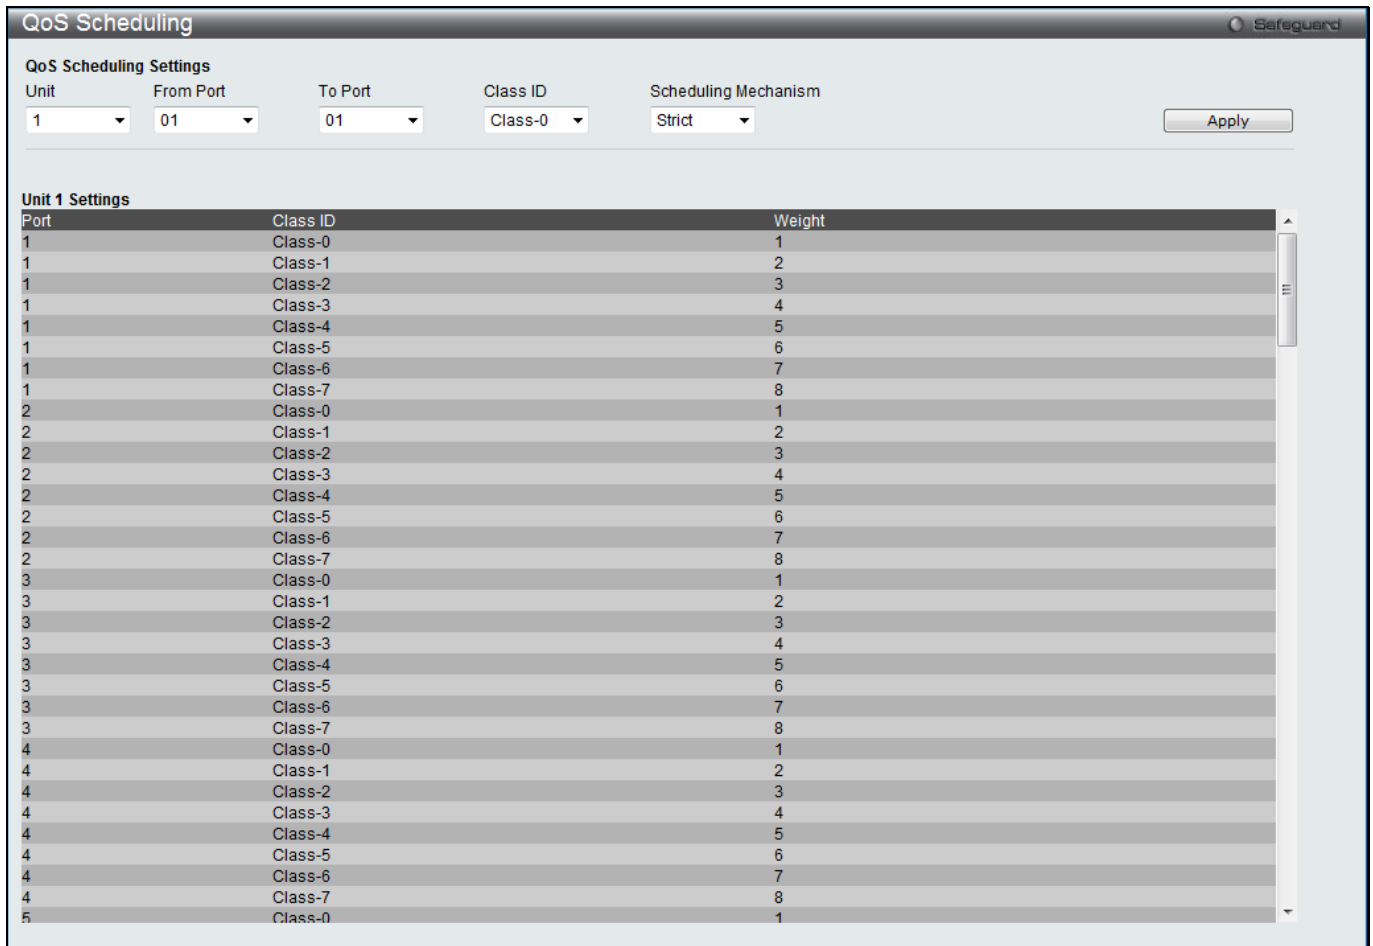 QoS Scheduling Safeguard
QoS Scheduling Settings
Unit From Port To Port Class ID Scheduling Mechanism
1 01 01 Class-0 Strict Apply
Unit 1 Settings
Port Class ID Weight
1 Class-0 1
1 Class-1 2
1 Class-2 3
1 Class-3 4
1 Class-4 5
1 Class-5 6
1 Class-6 7
1 Class-7 8
2 Class-0 1
2 Class-1 2
2 Class-2 3
2 Class-3 4
2 Class-4 5
2 Class-5 6
2 Class-6 7
2 Class-7 8
3 Class-0 1
3 Class-1 2
3 Class-2 3
3 Class-3 4
3 Class-4 5
3 Class-5 6
3 Class-6 7
3 Class-7 8
4 Class-0 1
4 Class-1 2
4 Class-2 3
4 Class-3 4
4 Class-4 5
4 Class-5 6
4 Class-6 7
4 Class-7 8
5 Class-0 1